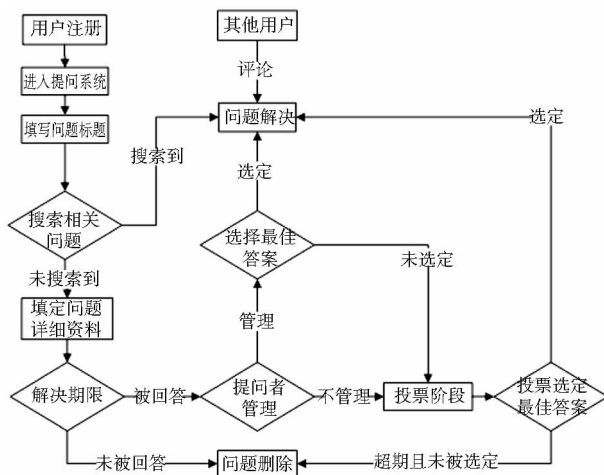 用户注册
其他用户
进入提问系统
评论
填写问题标题
问题解决
选定
搜索到
选定
搜索相关
问题
选择最佳
答案
未选定
未搜索到
填定问题
详细资料
管理
解决期限
被回答
提问者
管理
不管理
投票阶段
投票选定
最佳答案
未被回答
问题删除
超期且未被选定